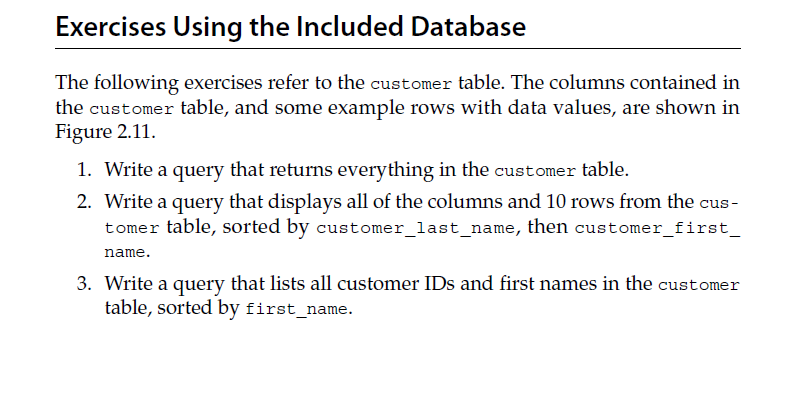 Exercises Using the Included Database
The following exercises refer to the customer table. The columns contained in
the customer table, and some example rows with data values, are shown in
Figure 2.11.
1. Write a query that returns everything in the customer table.
2. Write a query that displays all of the columns and 10 rows from the cus-
tomer table, sorted by customer_last_name, then customer_first_
name.
3. Write a query that lists all customer IDs and first names in the customer
table, sorted by first_name.